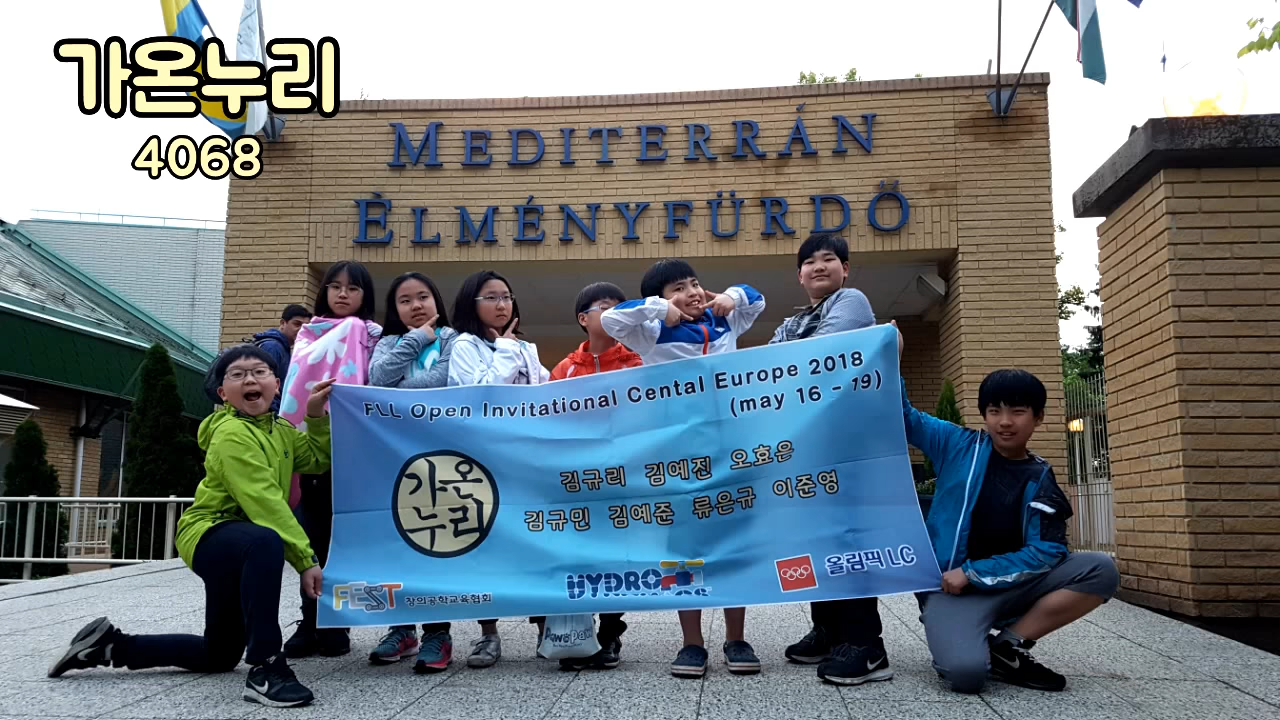 가온누리
4068
MEDITERRÁN
ÈLMÉNYFÜRDŐ
FLL Open Invitational Cental Europe 2018
(may 16 - 19)
가온
누리
김규리 김예진 오효은
김규민 김예준 류은규 이준영
FEST 창의공학교육협회
HYDRO
올림픽 LC